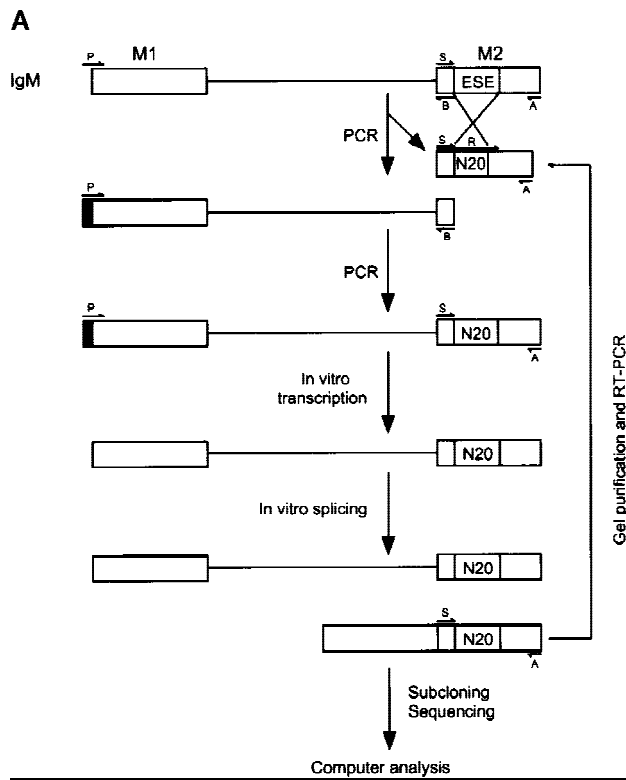 A
P M1 S M2
IgM ESE
B A
PCR S R
N20
P A
B
PCR
P S
N20
A
In vitro
transcription
N20
In vitro splicing
N20
S
N20
A
Gel purification and RT-PCR
Subcloning
Sequencing
Computer analysis